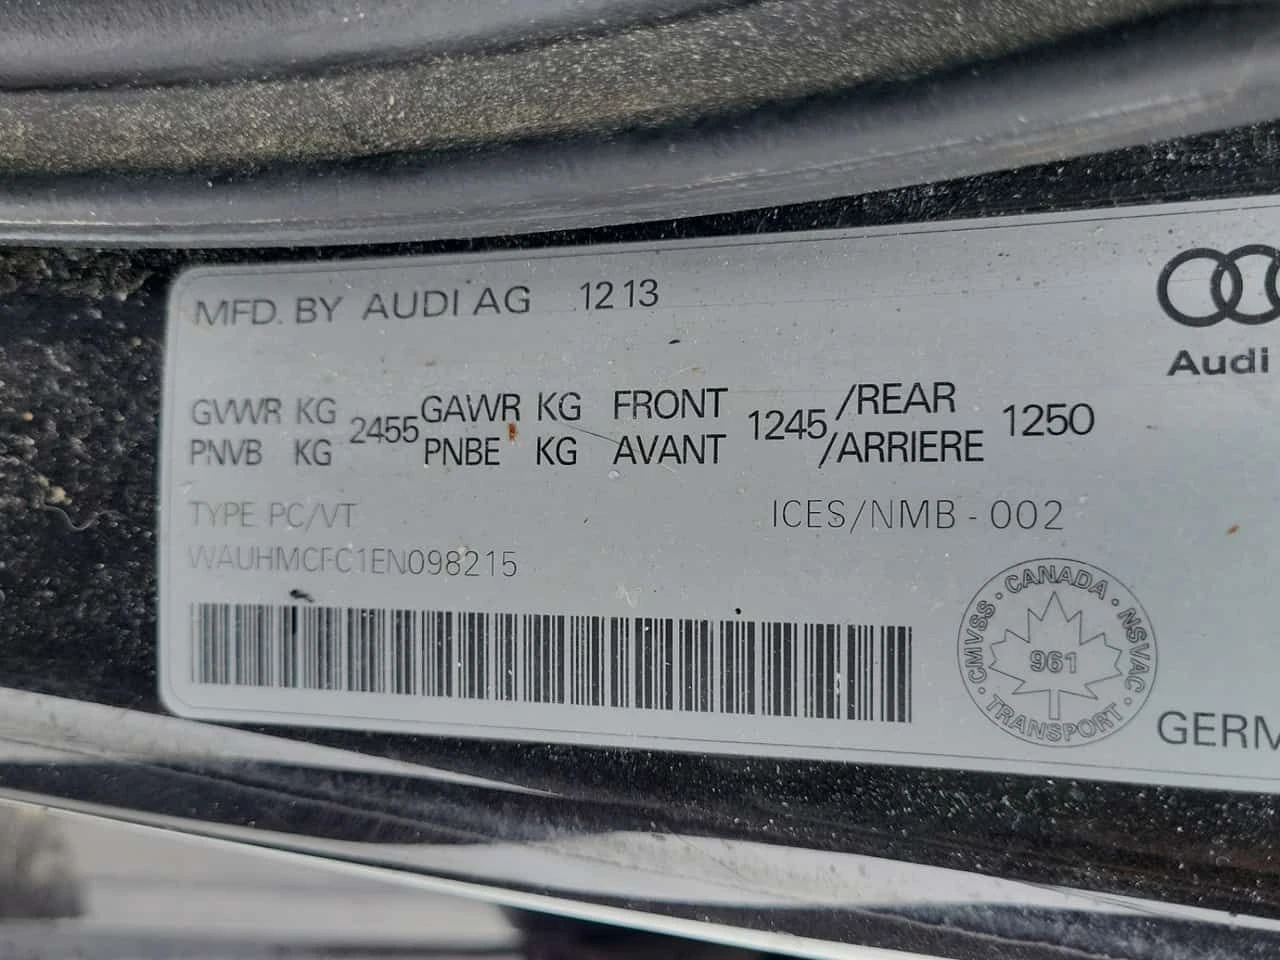 MFD. BY AUDI AG 12 13
Audi
GVWR KG 2455 GAWR KG FRONT 1245 /REAR 1250
PNVB KG PNBE KG AVANT /ARRIERE
TYPE PC/VT ICES/NMB - 002
WAUHMCFC1EN098215
CMVSS · CANADA · NSVAC · TRANSPORT ·
961
GERM